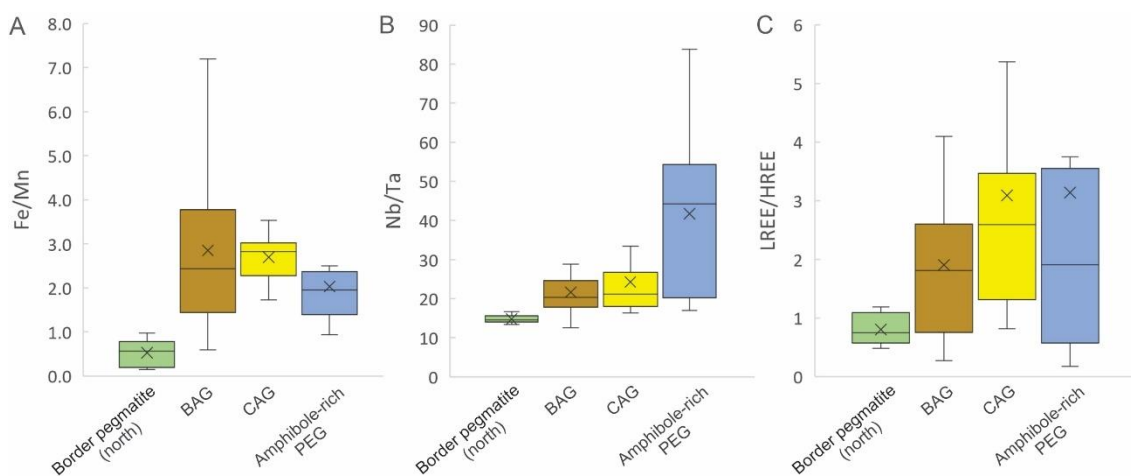 A
Fe/Mn
8.0
7.0
6.0
5.0
4.0
3.0
2.0
1.0
0.0
Border pegmatite
(north)
BAG
CAG
Amphibole-rich
PEG
B
Nb/Ta
90
80
70
60
50
40
30
20
10
0
Border pegmatite
(north)
BAG
CAG
Amphibole-rich
PEG
C
LREE/HREE
6
5
4
3
2
1
0
Border pegmatite
(north)
BAG
CAG
Amphibole-rich
PEG